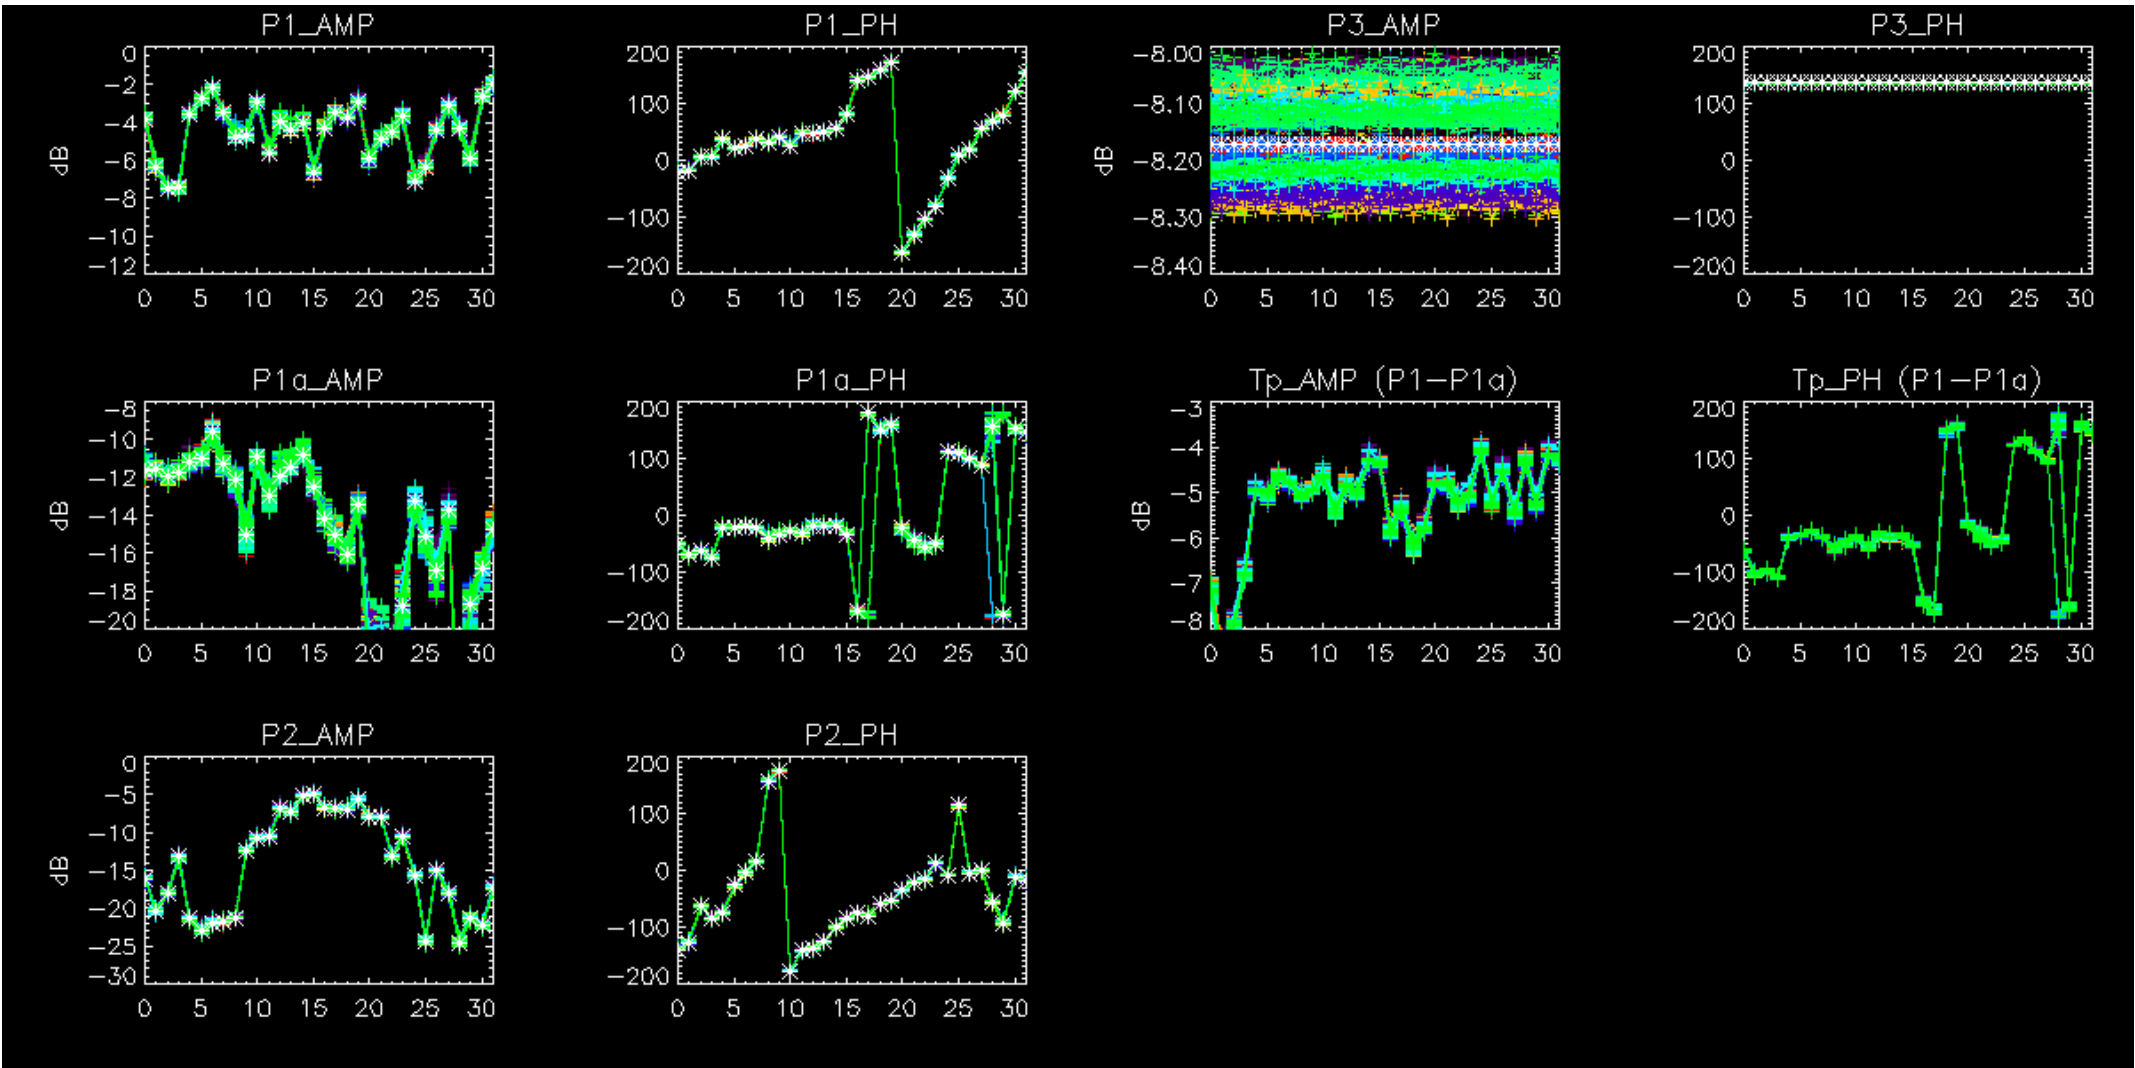 P1_AMP
dB
0
−2
−4
−6
−8
−10
−12
0 5 10 15 20 25 30
P1_PH
200
100
0
−100
−200
0 5 10 15 20 25 30
P3_AMP
dB
−8.00
−8.10
−8.20
−8.30
−8.40
0 5 10 15 20 25 30
P3_PH
200
100
0
−100
−200
0 5 10 15 20 25 30
P1a_AMP
dB
−8
−10
−12
−14
−16
−18
−20
0 5 10 15 20 25 30
P1a_PH
200
100
0
−100
−200
0 5 10 15 20 25 30
Tp_AMP (P1−P1a)
dB
−3
−4
−5
−6
−7
−8
0 5 10 15 20 25 30
Tp_PH (P1−P1a)
200
100
0
−100
−200
0 5 10 15 20 25 30
P2_AMP
dB
0
−5
−10
−15
−20
−25
−30
0 5 10 15 20 25 30
P2_PH
200
100
0
−100
−200
0 5 10 15 20 25 30